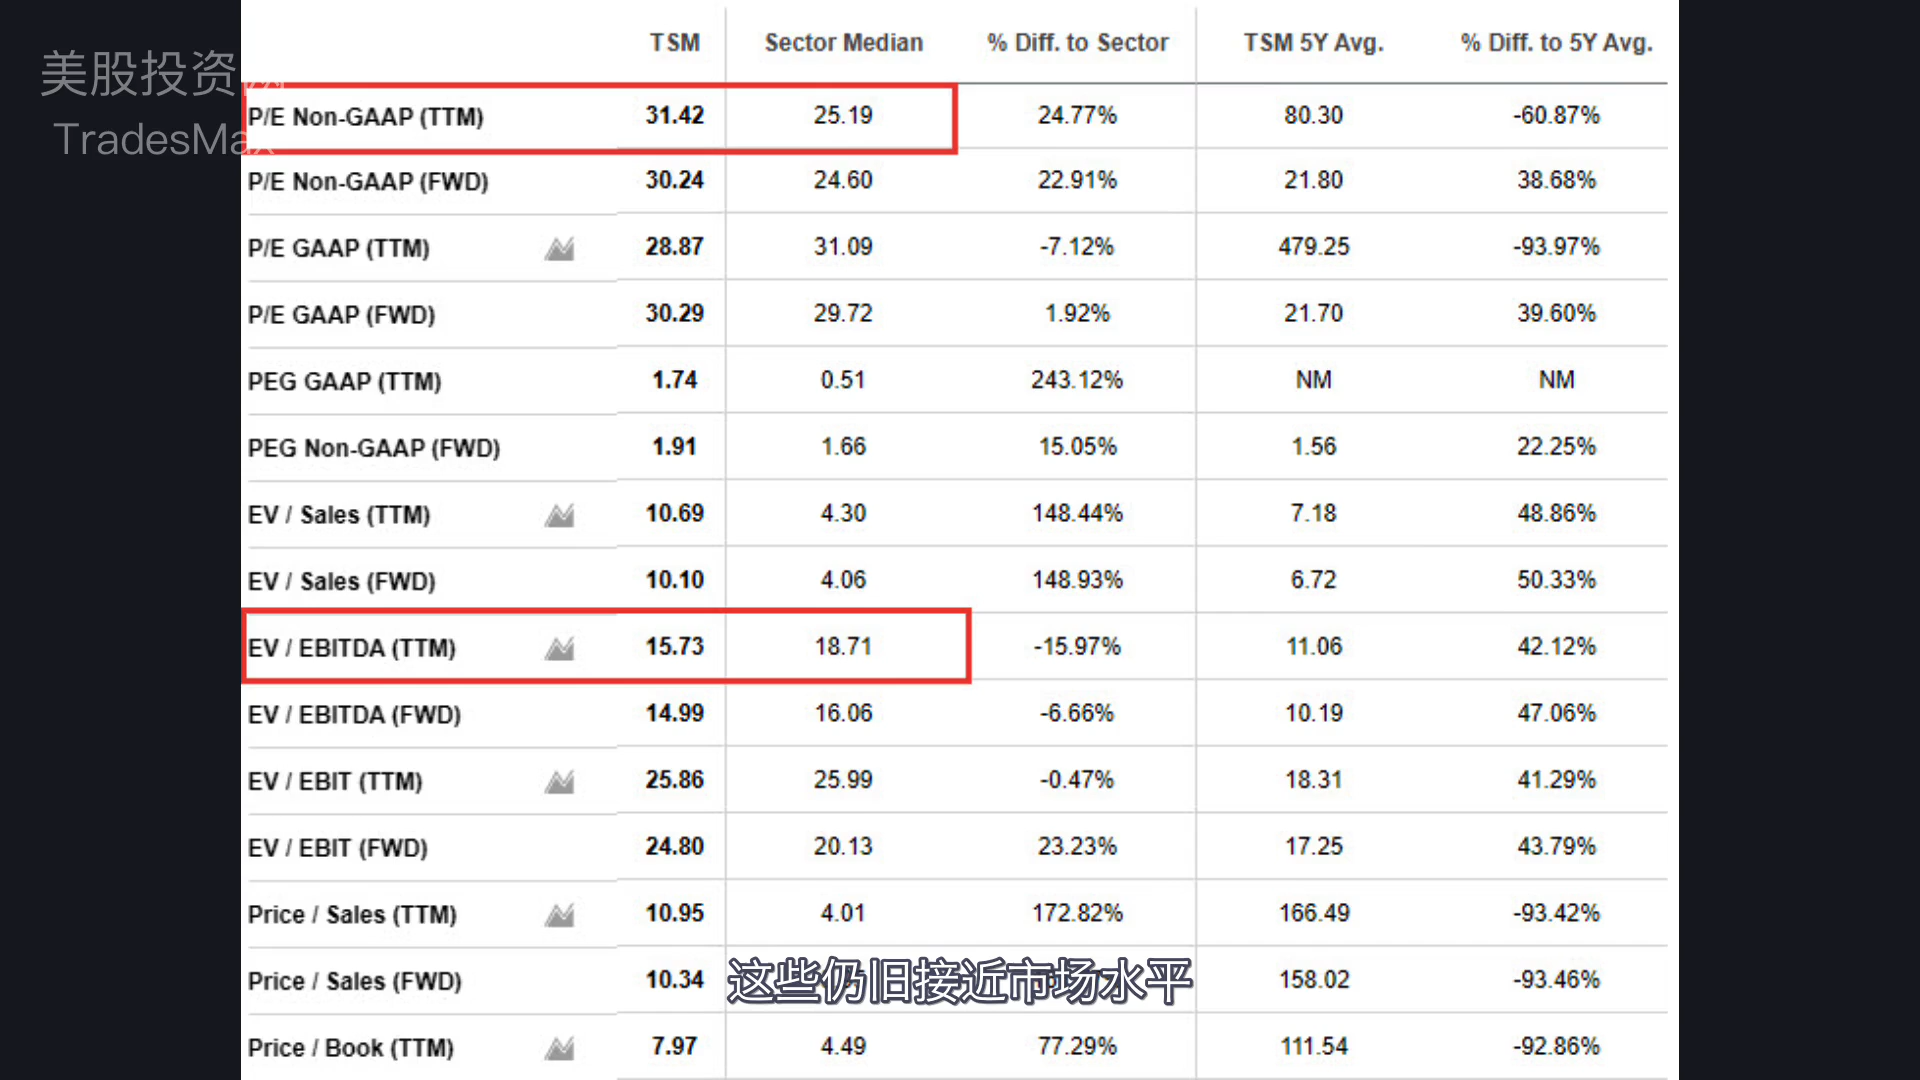 美股投资网
TradesMax
TSM Sector Median % Diff. to Sector TSM 5Y Avg. % Diff. to 5Y Avg.
P/E Non-GAAP (TTM) 31.42 25.19 24.77% 80.30 -60.87%
P/E Non-GAAP (FWD) 30.24 24.60 22.91% 21.80 38.68%
P/E GAAP (TTM) 28.87 31.09 -7.12% 479.25 -93.97%
P/E GAAP (FWD) 30.29 29.72 1.92% 21.70 39.60%
PEG GAAP (TTM) 1.74 0.51 243.12% NM NM
PEG Non-GAAP (FWD) 1.91 1.66 15.05% 1.56 22.25%
EV / Sales (TTM) 10.69 4.30 148.44% 7.18 48.86%
EV / Sales (FWD) 10.10 4.06 148.93% 6.72 50.33%
EV / EBITDA (TTM) 15.73 18.71 -15.97% 11.06 42.12%
EV / EBITDA (FWD) 14.99 16.06 -6.66% 10.19 47.06%
EV / EBIT (TTM) 25.86 25.99 -0.47% 18.31 41.29%
EV / EBIT (FWD) 24.80 20.13 23.23% 17.25 43.79%
Price / Sales (TTM) 10.95 4.01 172.82% 166.49 -93.42%
Price / Sales (FWD) 10.34 158.02 -93.46%
这些仍旧接近市场水平
Price / Book (TTM) 7.97 4.49 77.29% 111.54 -92.86%